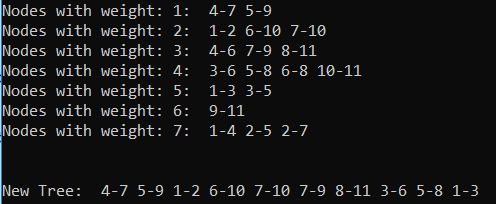 Nodes with weight: 1:  4-7 5-9
Nodes with weight: 2:  1-2 6-10 7-10
Nodes with weight: 3:  4-6 7-9 8-11
Nodes with weight: 4:  3-6 5-8 6-8 10-11
Nodes with weight: 5:  1-3 3-5
Nodes with weight: 6:  9-11
Nodes with weight: 7:  1-4 2-5 2-7
New Tree:  4-7 5-9 1-2 6-10 7-10 7-9 8-11 3-6 5-8 1-3